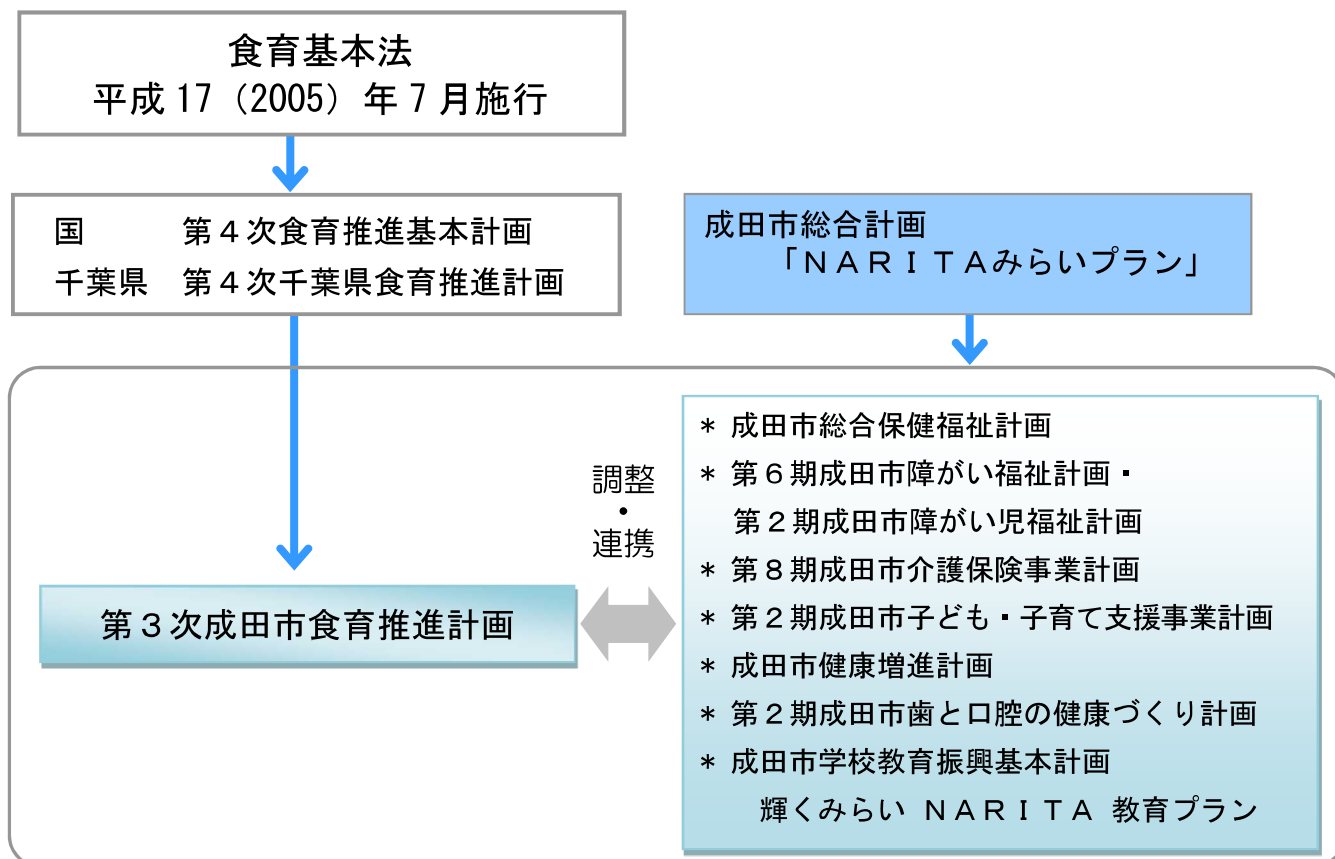 食育基本法
平成17（2005）年７月施行
国　　　第４次食育推進基本計画
千葉県　第４次千葉県食育推進計画
成田市総合計画
「ＮＡＲＩＴＡみらいプラン」
調整
・
連携
第３次成田市食育推進計画
* 成田市総合保健福祉計画
* 第６期成田市障がい福祉計画・
第２期成田市障がい児福祉計画
* 第８期成田市介護保険事業計画
* 第２期成田市子ども・子育て支援事業計画
* 成田市健康増進計画
* 第２期成田市歯と口腔の健康づくり計画
* 成田市学校教育振興基本計画
輝くみらい ＮＡＲＩＴＡ 教育プラン